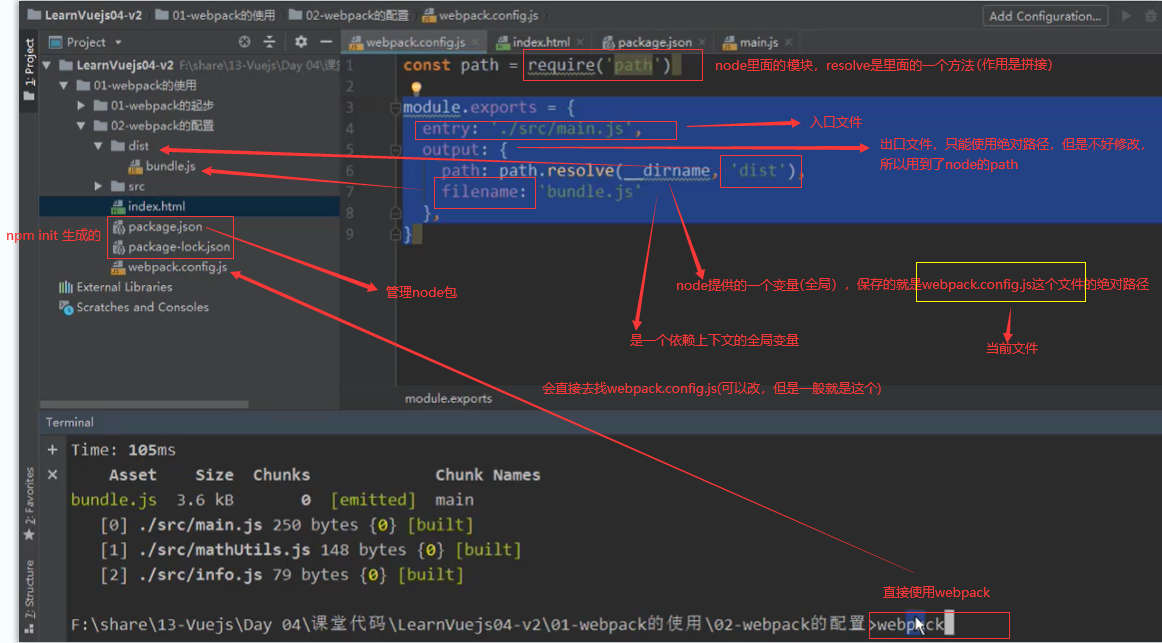 LearnVuejs04-v2 01-webpack的使用 02-webpack的配置 webpack.config.js
Add Configuration...
1: Project
Project
webpack.config.js index.html package.json main.js
LearnVuejs04-v2 F:\share\13-Vuejs\Day 04\课
01-webpack的使用
01-webpack的起步
02-webpack的配置
dist
bundle.js
src
index.html
package.json
package-lock.json
webpack.config.js
External Libraries
Scratches and Consoles
npm init 生成的
管理node包
1 const path = require('path')
2
3 module.exports = {
4 entry: './src/main.js',
5 output: {
6 path: path.resolve(__dirname, 'dist'),
7 filename: 'bundle.js'
8 },
9 }
node里面的模块，resolve是里面的一个方法 (作用是拼接)
入口文件
出口文件，只能使用绝对路径，但是不好修改，
所以用到了node的path
node提供的一个变量(全局），保存的就是webpack.config.js这个文件的绝对路径
是一个依赖上下文的全局变量
当前文件
会直接去找webpack.config.js(可以改，但是一般就是这个)
module.exports
Terminal
Time: 105ms
Asset Size Chunks Chunk Names
bundle.js 3.6 kB 0 [emitted] main
[0] ./src/main.js 250 bytes {0} [built]
[1] ./src/mathUtils.js 148 bytes {0} [built]
[2] ./src/info.js 79 bytes {0} [built]
直接使用webpack
F:\share\13-Vuejs\Day 04\课堂代码\LearnVuejs04-v2\01-webpack的使用\02-webpack的配置>webpack
2: Favorites
7: Structure